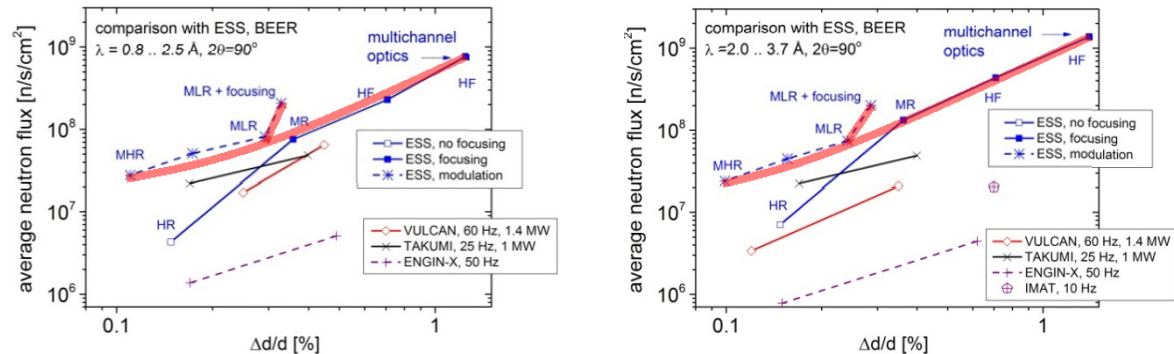 comparison with ESS, BEER
λ = 0.8 .. 2.5 Å, 2θ=90°
multichannel
optics
HF
HF
MLR + focusing
MLR
MR
MHR
HR
ESS, no focusing
ESS, focusing
ESS, modulation
VULCAN, 60 Hz, 1.4 MW
TAKUMI, 25 Hz, 1 MW
ENGIN-X, 50 Hz
average neutron flux [n/s/cm²]
10⁹
10⁸
10⁷
10⁶
0.1
1
Δd/d [%]
comparison with ESS, BEER
λ =2.0 .. 3.7 Å, 2θ=90°
multichannel
optics
HF
HF
MLR + focusing
MR
MLR
MHR
HR
ESS, no focusing
ESS, focusing
ESS, modulation
VULCAN, 60 Hz, 1.4 MW
TAKUMI, 25 Hz, 1 MW
ENGIN-X, 50 Hz
IMAT, 10 Hz
average neutron flux [n/s/cm²]
10⁹
10⁸
10⁷
10⁶
0.1
1
Δd/d [%]